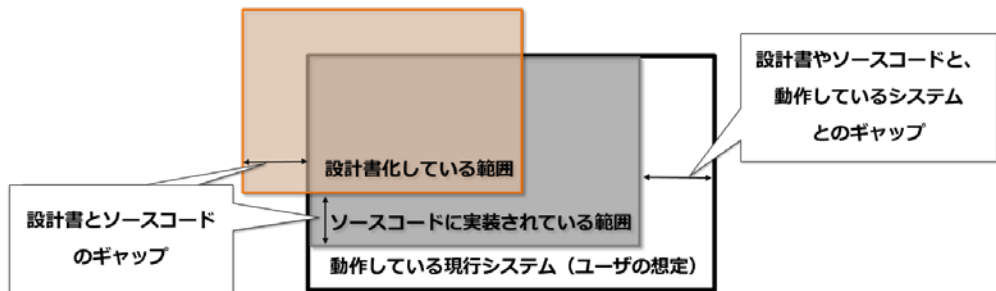 設計書やソースコードと、
動作しているシステム
とのギャップ
設計書化している範囲
設計書とソースコード
のギャップ
ソースコードに実装されている範囲
動作している現行システム（ユーザの想定）